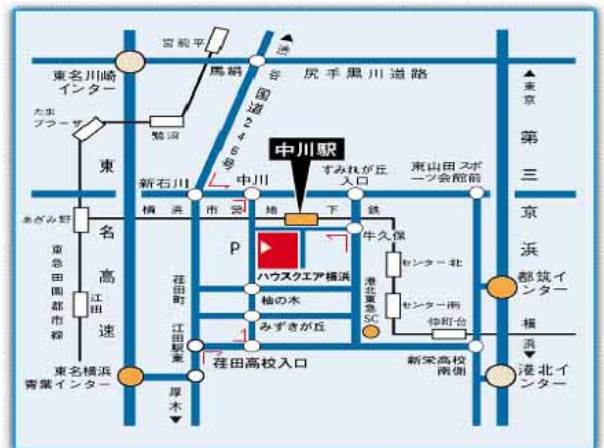 宮前平
渋谷
東名川崎
インター
馬絹
尻手黒川道路
国道246号
東京
第三京浜
たま
プラーザ
鷺沼
中川駅
東名高速
新石川
中川
すみれが丘
入口
東山田スポ
ーツ会館前
横浜市営地下鉄
あざみ野
P
牛久保
センター北
ハウスクエア横浜
都筑イ
ンター
東急田園都市線
江田
荏田町
柚の木
港北東急SC
センター南
仲町台
横浜
みずきが丘
江田駅東
荏田高校入口
新栄高校
南側
東名横浜
青葉インター
厚木
港北イ
ンター